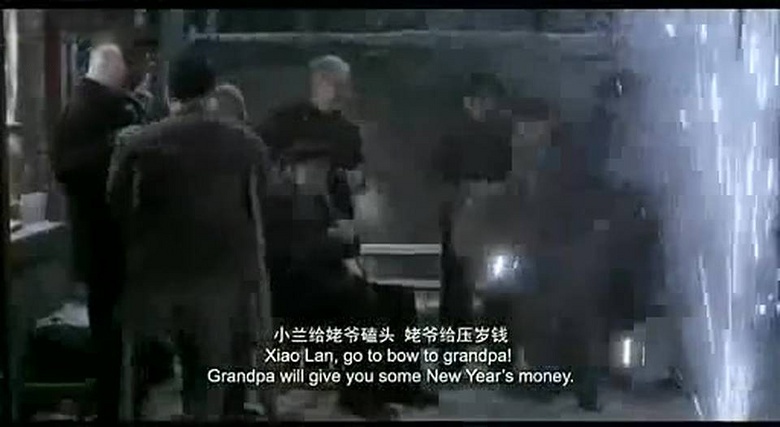 小兰给姥爷磕头 姥爷给压岁钱
Xiao Lan, go to bow to grandpa!
Grandpa will give you some New Year's money.